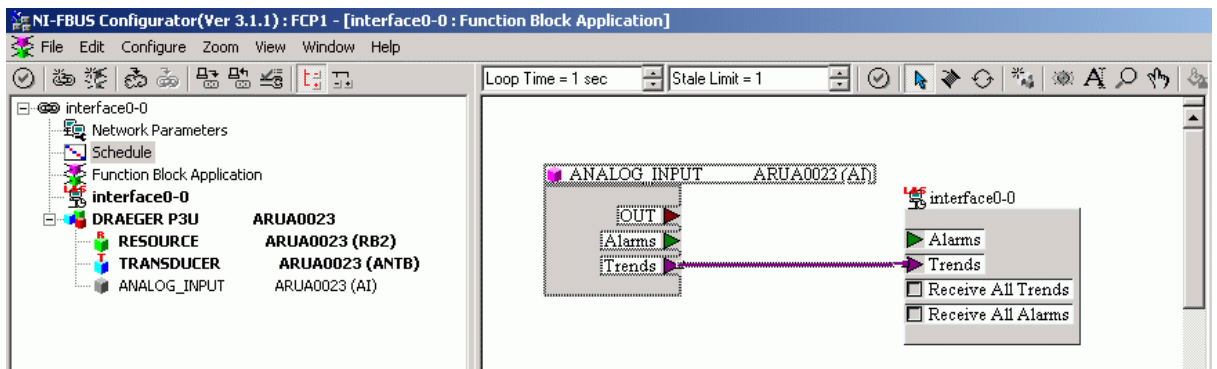 NI-FBUS Configurator(Ver 3.1.1) : FCP1 - [interface0-0 : Function Block Application]
File Edit Configure Zoom View Window Help
Loop Time = 1 sec Stale Limit = 1
interface0-0
Network Parameters
Schedule
Function Block Application
interface0-0
DRAEGER P3U ARUA0023
RESOURCE ARUA0023 (RB2)
TRANSDUCER ARUA0023 (ANTB)
ANALOG_INPUT ARUA0023 (AI)
ANALOG_INPUT ARUA0023 (AI)
OUT
Alarms
Trends
LAS
interface0-0
Alarms
Trends
Receive All Trends
Receive All Alarms